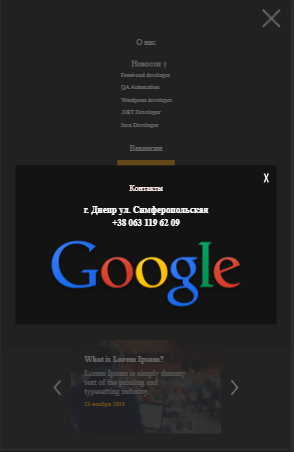 О нас
Новости у
Front-end developer
QA Automation
Wordpress developer
.NET Developer
Java Developer
Вакансии
X
Контакты
г. Днепр ул. Симферопольская
+38 063 119 62 09
Google
What is Lorem Ipsum?
Lorem Ipsum is simply dummy
text of the printing and
typesetting industry.
12 ноября 2019